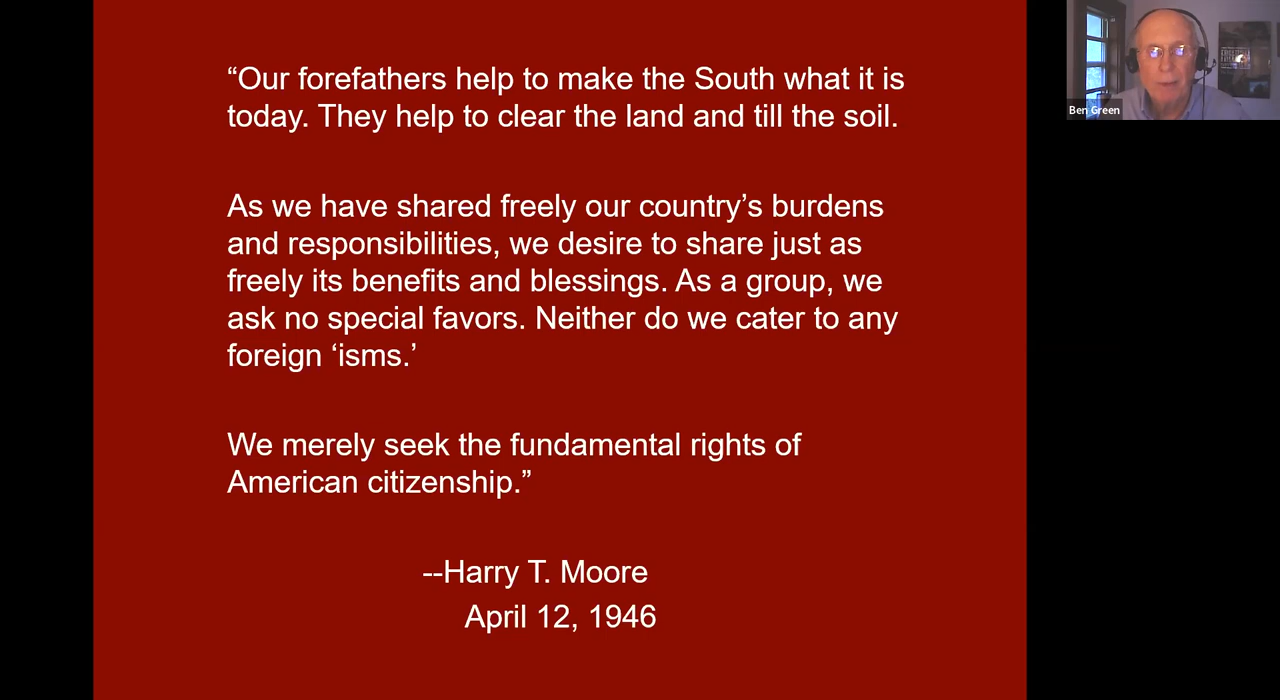 “Our forefathers help to make the South what it is
today. They help to clear the land and till the soil.
As we have shared freely our country’s burdens
and responsibilities, we desire to share just as
freely its benefits and blessings. As a group, we
ask no special favors. Neither do we cater to any
foreign ‘isms.’
We merely seek the fundamental rights of
American citizenship.”
--Harry T. Moore
April 12, 1946
Ben Green